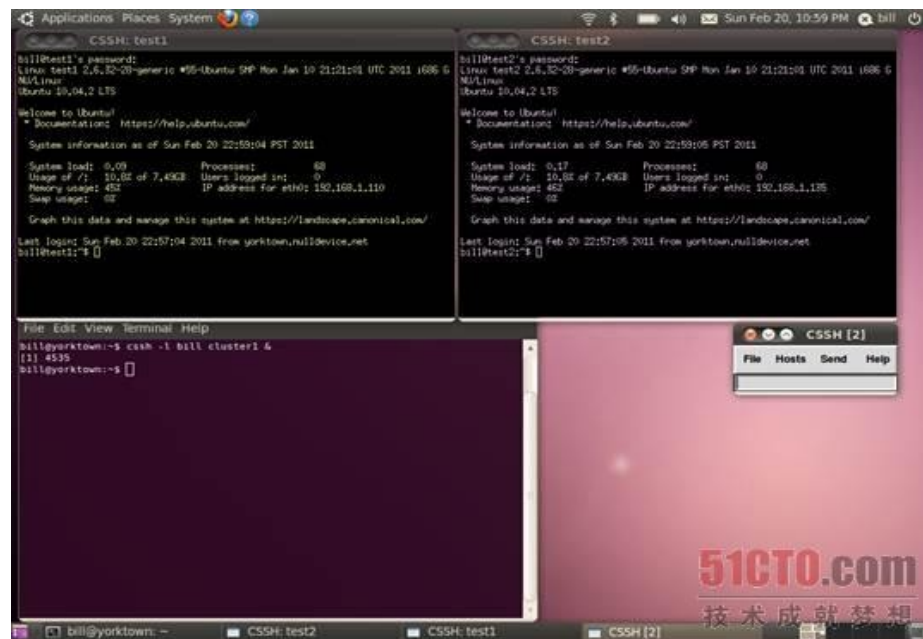 Applications Places System
Sun Feb 20, 10:59 PM bill
CSSH: test1
bill@test1's password:
Linux test1 2.6.32-28-generic #55-Ubuntu SMP Mon Jan 10 21:21:01 UTC 2011 i686 G
NU/Linux
Ubuntu 10.04.2 LTS
Welcome to Ubuntu!
* Documentation: https://help.ubuntu.com/
System information as of Sun Feb 20 22:59:04 PST 2011
System load: 0.09 Processes: 68
Usage of /: 10.8% of 7.49GB Users logged in: 0
Memory usage: 45% IP address for eth0: 192.168.1.110
Swap usage: 0%
Graph this data and manage this system at https://landscape.canonical.com/
Last login: Sun Feb 20 22:57:04 2011 from yorktown.nulldevice.net
bill@test1:~$
CSSH: test2
bill@test2's password:
Linux test2 2.6.32-28-generic #55-Ubuntu SMP Mon Jan 10 21:21:01 UTC 2011 i686 G
NU/Linux
Ubuntu 10.04.2 LTS
Welcome to Ubuntu!
* Documentation: https://help.ubuntu.com/
System information as of Sun Feb 20 22:59:05 PST 2011
System load: 0.17 Processes: 68
Usage of /: 10.8% of 7.49GB Users logged in: 0
Memory usage: 46% IP address for eth0: 192.168.1.135
Swap usage: 0%
Graph this data and manage this system at https://landscape.canonical.com/
Last login: Sun Feb 20 22:57:05 2011 from yorktown.nulldevice.net
bill@test2:~$
File Edit View Terminal Help
bill@yorktown:~$ cssh -l bill cluster1 &
[1] 4535
bill@yorktown:~$
CSSH [2]
File Hosts Send Help
51CTO.com
技术成就梦想
bill@yorktown: ~ CSSH: test2 CSSH: test1 CSSH [2]